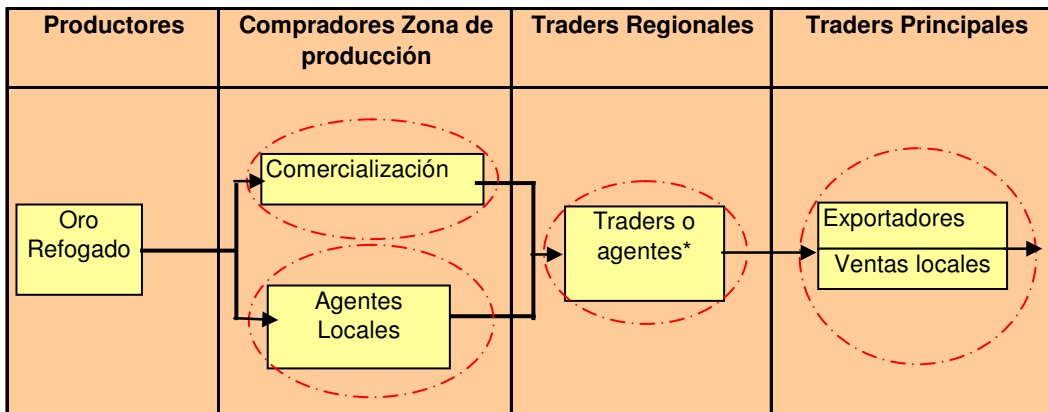 Productores
Compradores Zona de
producción
Traders Regionales
Traders Principales
Oro
Refogado
Comercialización
Agentes
Locales
Traders o
agentes*
Exportadores
Ventas locales